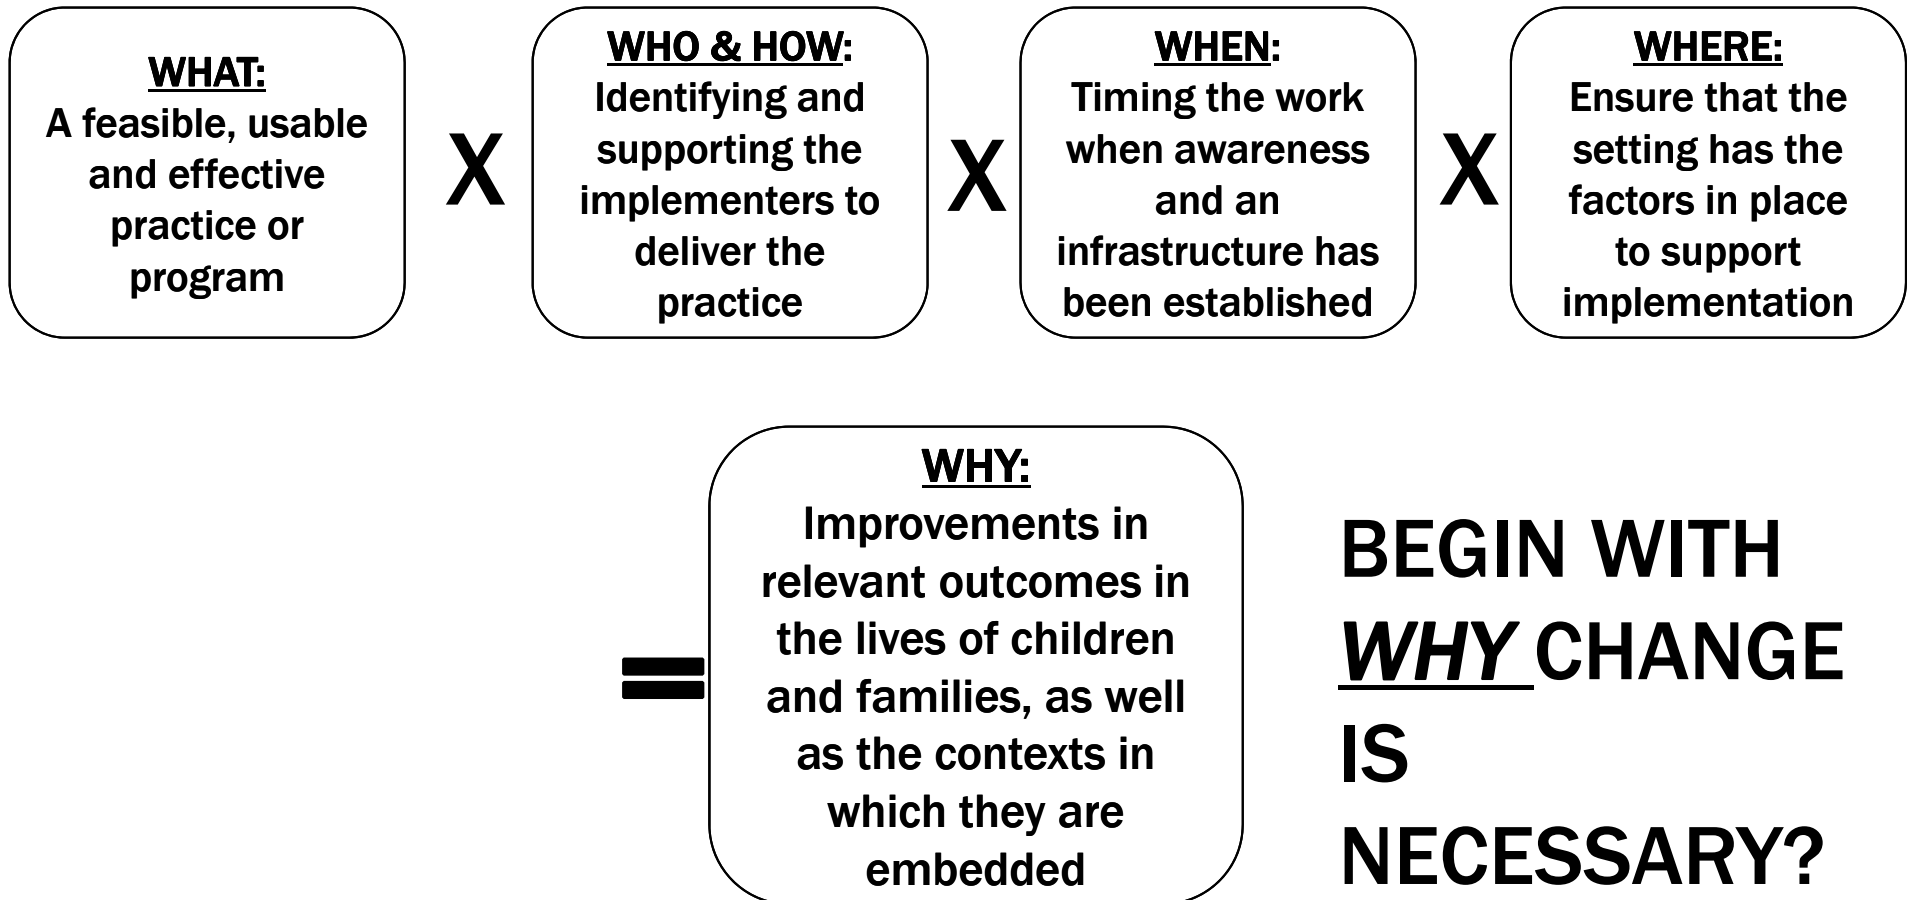 WHAT:
A feasible, usable
and effective
practice or
program
X
WHO & HOW:
Identifying and
supporting the
implementers to
deliver the
practice
X
WHEN:
Timing the work
when awareness
and an
infrastructure has
been established
X
WHERE:
Ensure that the
setting has the
factors in place
to support
implementation
=
WHY:
Improvements in
relevant outcomes in
the lives of children
and families, as well
as the contexts in
which they are
embedded
BEGIN WITH
WHY CHANGE
IS
NECESSARY?